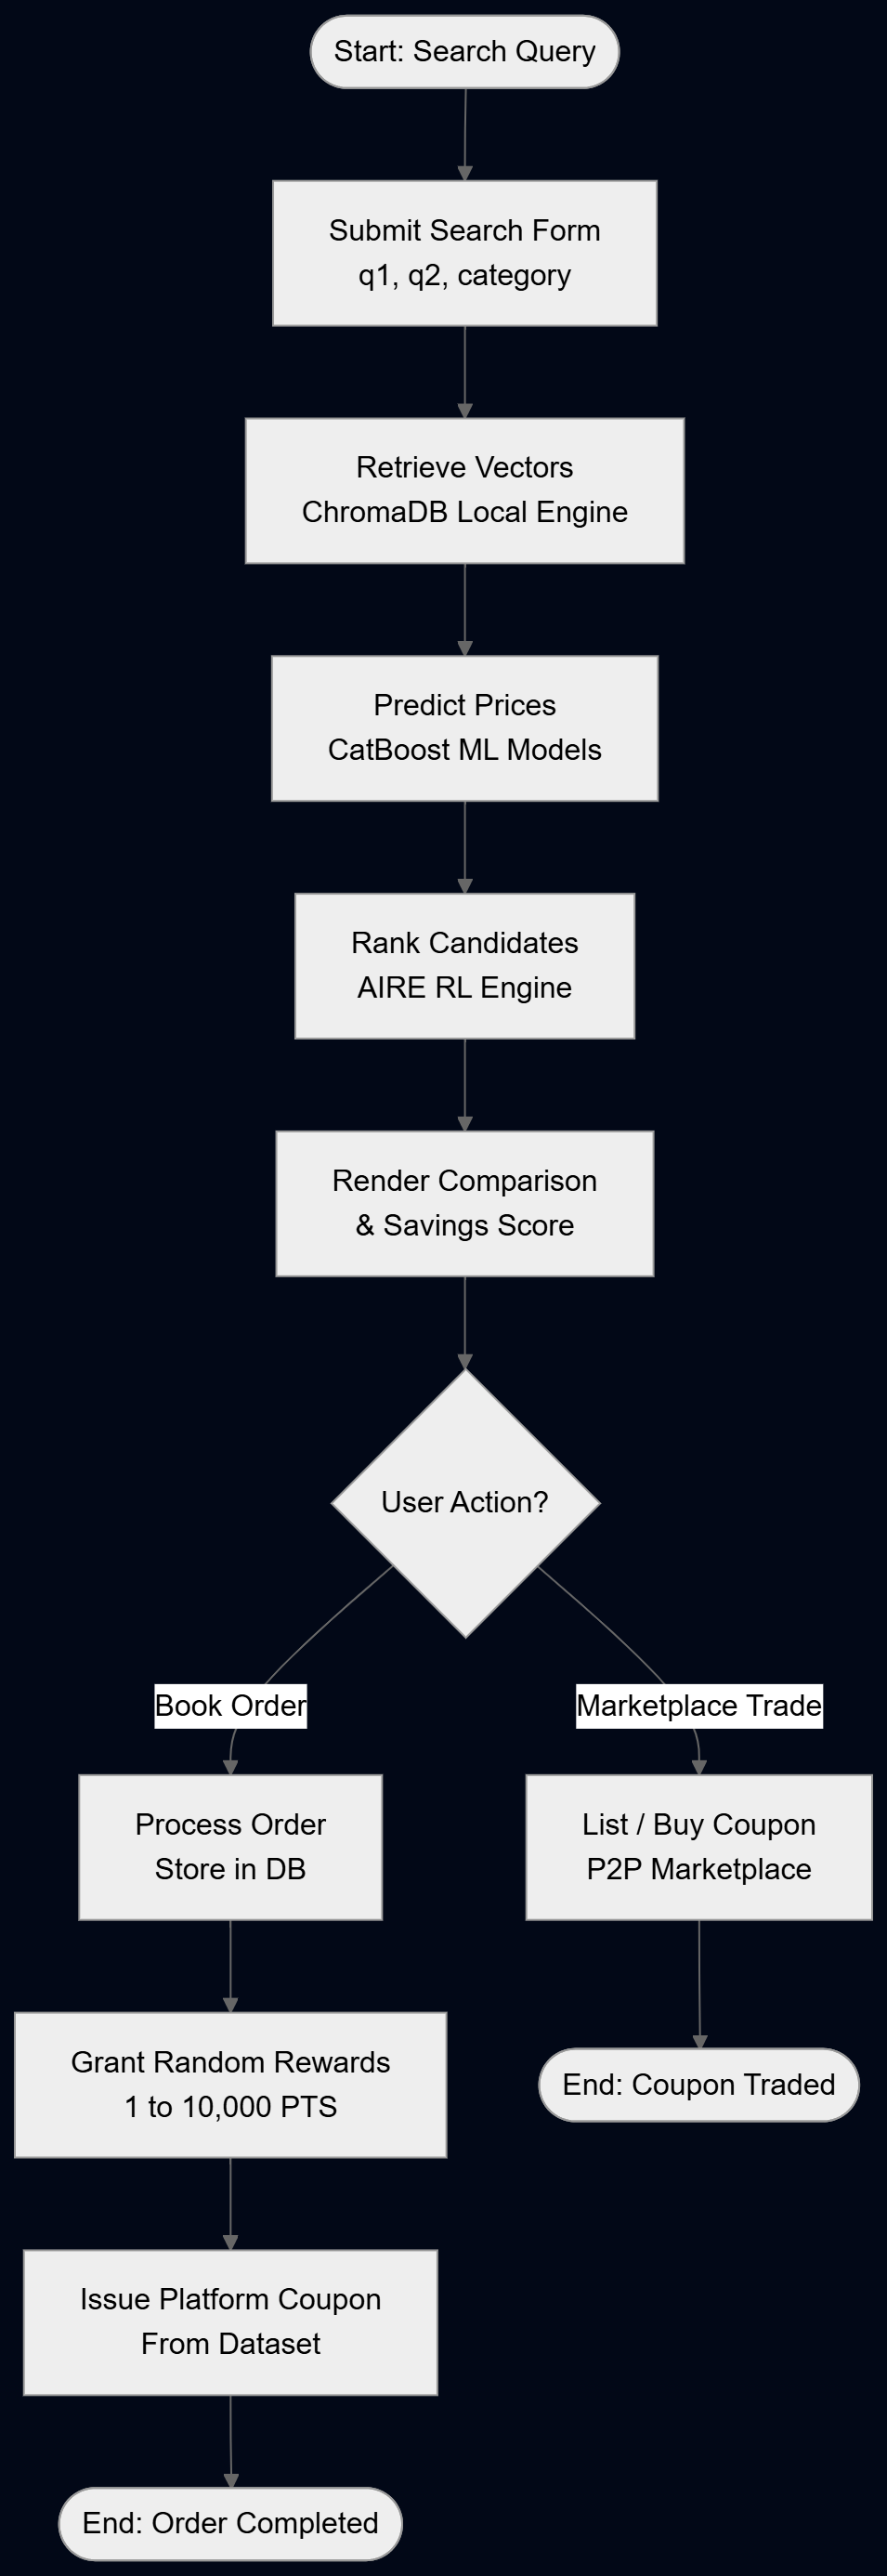 Start: Search Query
Submit Search Form
q1, q2, category
Retrieve Vectors
ChromaDB Local Engine
Predict Prices
CatBoost ML Models
Rank Candidates
AIRE RL Engine
Render Comparison
& Savings Score
User Action?
Book Order
Marketplace Trade
Process Order
Store in DB
List / Buy Coupon
P2P Marketplace
Grant Random Rewards
1 to 10,000 PTS
End: Coupon Traded
Issue Platform Coupon
From Dataset
End: Order Completed